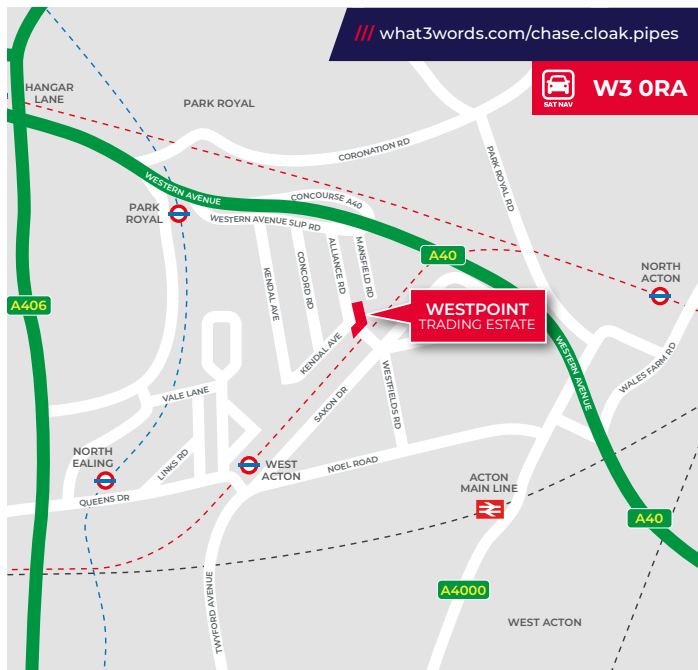 /// what3words.com/chase.cloak.pipes
SAT NAV
W3 0RA
HANGAR
LANE
PARK ROYAL
CORONATION RD
PARK ROYAL RD
WESTERN AVENUE
CONCOURSE A40
PARK
ROYAL
WESTERN AVENUE SLIP RD
KENDAL AVE
CONCORD RD
ALLIANCE RD
MANSFIELD RD
A40
NORTH
ACTON
A406
WESTPOINT
TRADING ESTATE
KENDAL AVE
WESTERN AVENUE
WALES FARM RD
VALE LANE
SAXON DR
WESTFIELDS RD
LINKS RD
NORTH
EALING
WEST
ACTON
NOEL ROAD
QUEENS DR
ACTON
MAIN LINE
A40
TWYFORD AVENUE
A4000
WEST ACTON